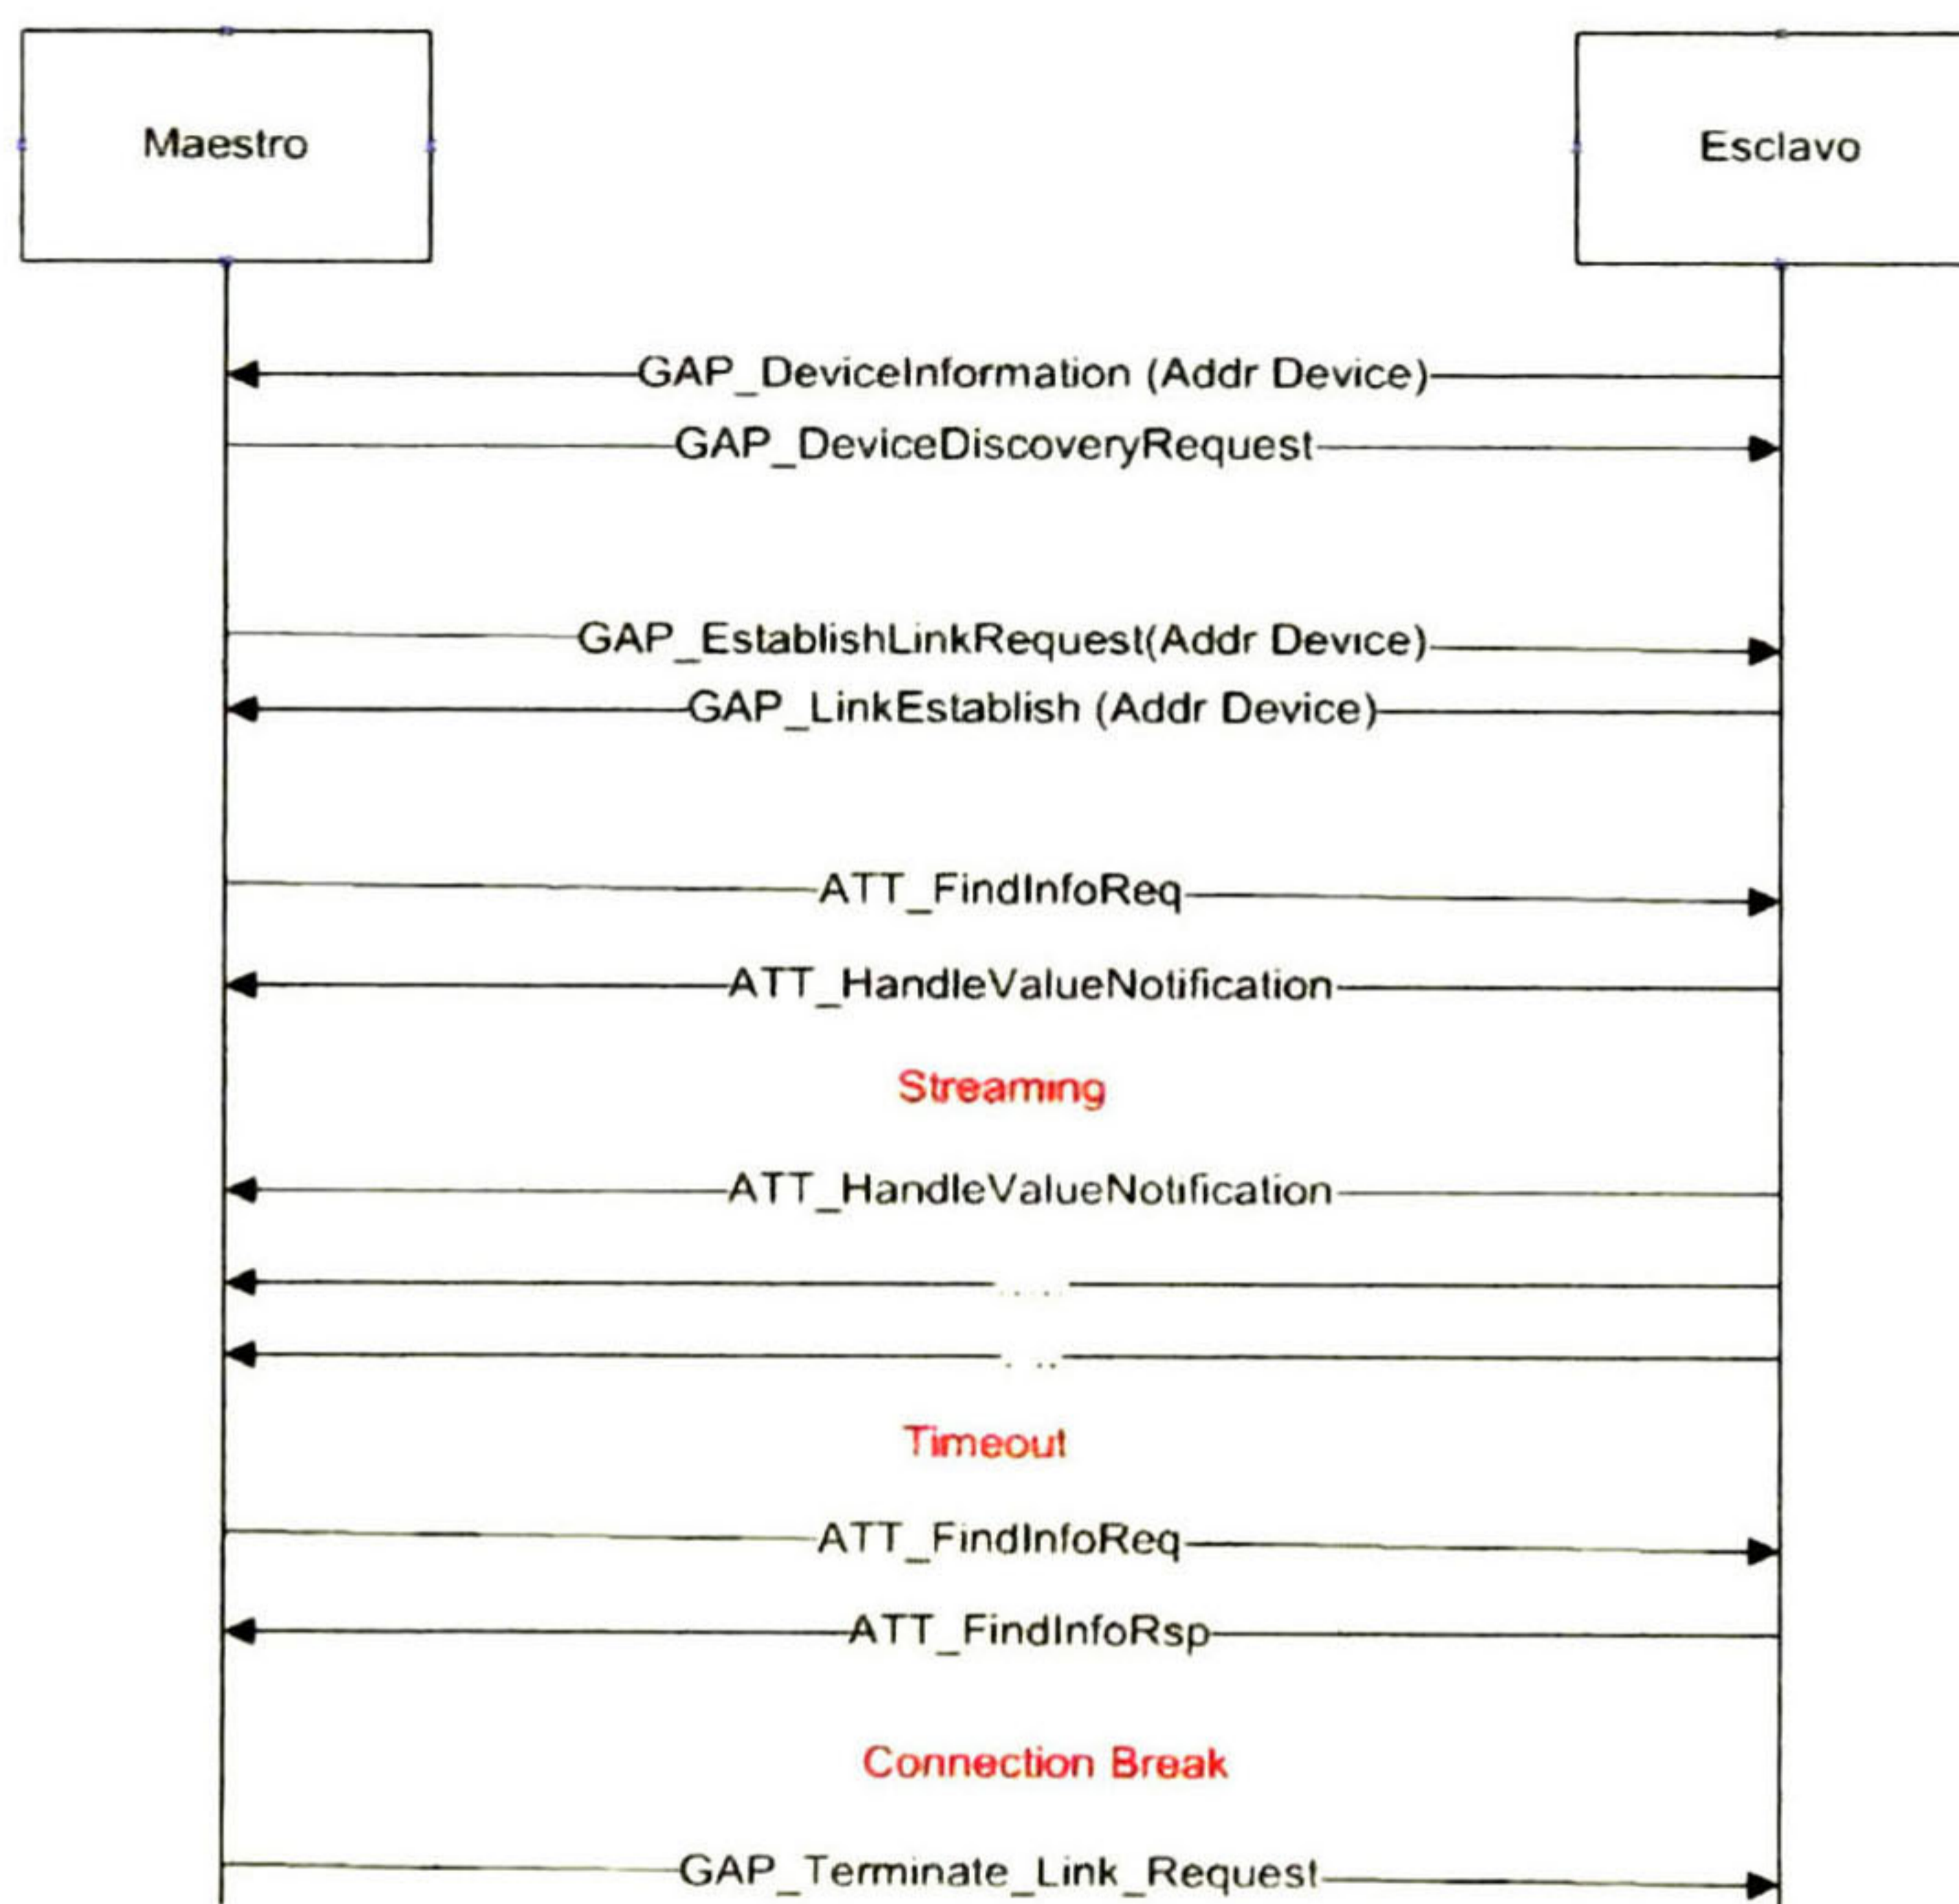 Maestro
Esclavo
GAP_DeviceInformation (Addr Device)
GAP_DeviceDiscoveryRequest
GAP_EstablishLinkRequest(Addr Device)
GAP_LinkEstablish (Addr Device)
ATT_FindInfoReq
ATT_HandleValueNotification
Streaming
ATT_HandleValueNotification
.....
....
Timeout
ATT_FindInfoReq
ATT_FindInfoRsp
Connection Break
GAP_Terminate_Link_Request